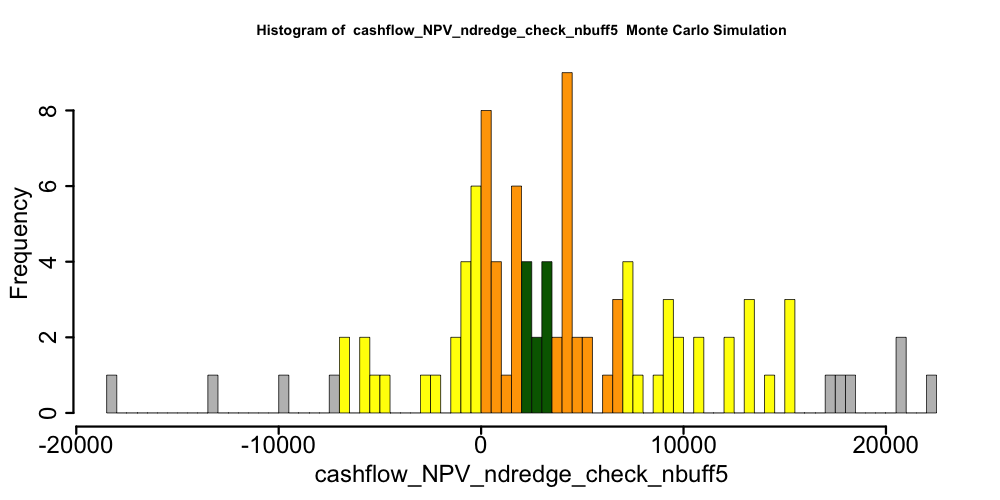 Histogram of cashflow_NPV_ndredge_check_nbuff5 Monte Carlo Simulation
Frequency
8
6
4
2
0
-20000 -10000 0 10000 20000
cashflow_NPV_ndredge_check_nbuff5